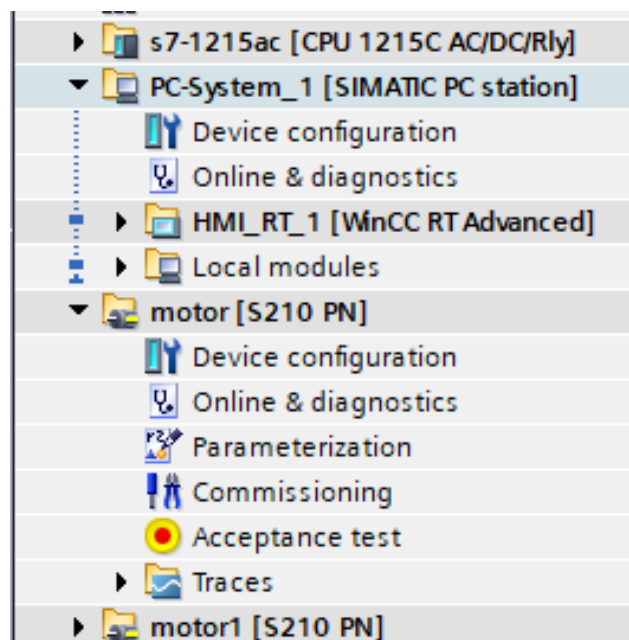 s7-1215ac [CPU 1215C AC/DC/Rly]
PC-System_1 [SIMATIC PC station]
Device configuration
Online & diagnostics
HMI_RT_1 [WinCC RT Advanced]
Local modules
motor [S210 PN]
Device configuration
Online & diagnostics
Parameterization
Commissioning
Acceptance test
Traces
motor1 [S210 PN]